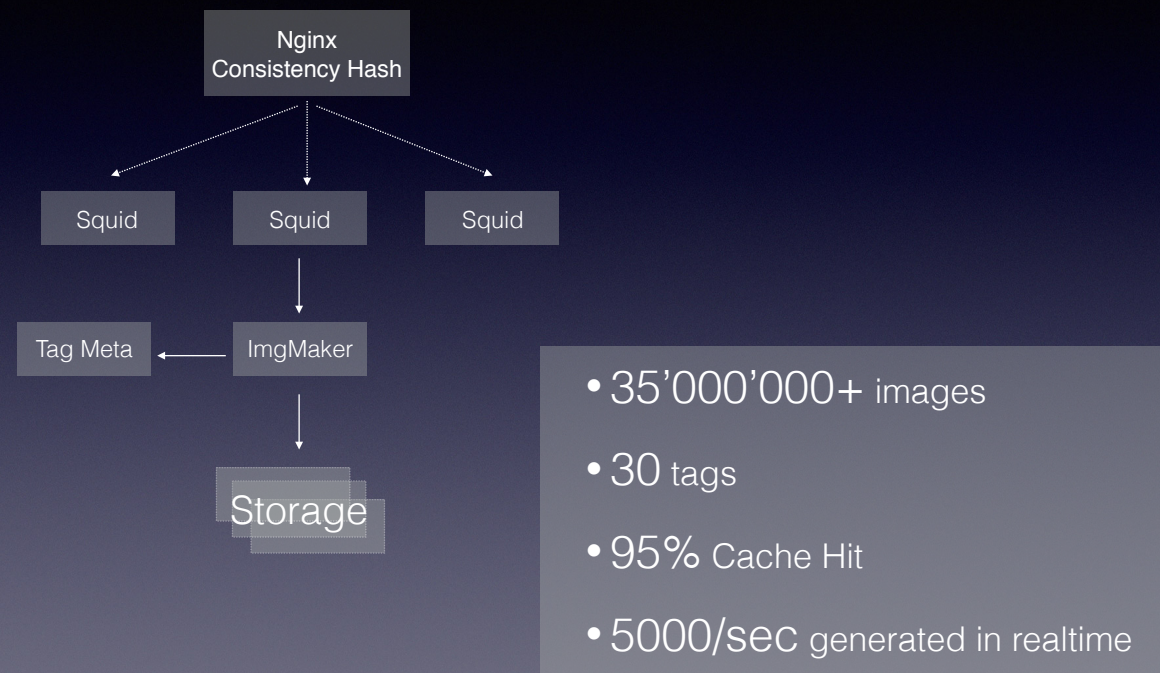 Nginx
Consistency Hash
Squid
Squid
Squid
Tag Meta
ImgMaker
Storage
• 35’000’000+ images
• 30 tags
• 95% Cache Hit
• 5000/sec generated in realtime